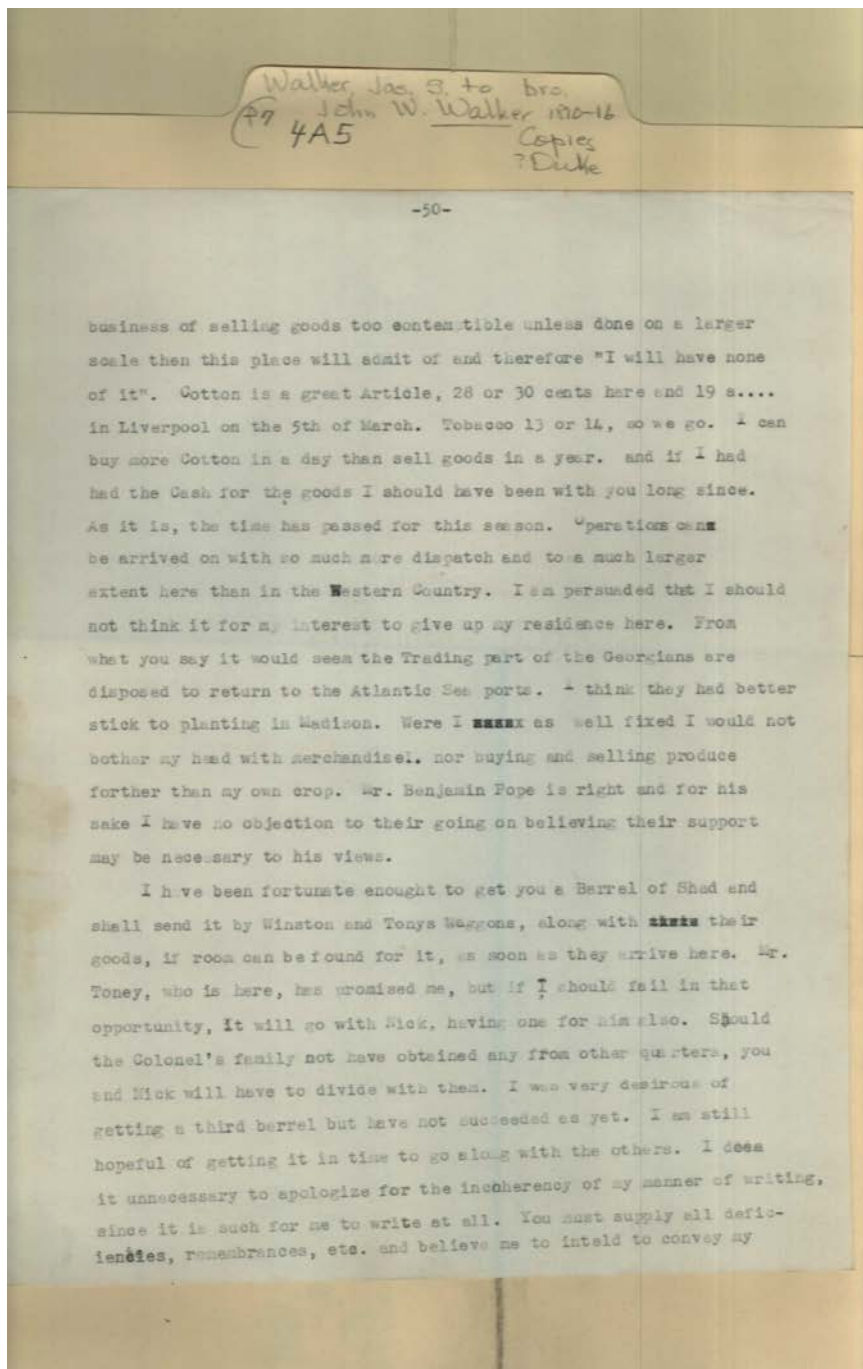 Walker, Jas. S. to bro.
John W. Walker 1810-16
P7
4A5
Copies
? Duke
-50-
business of selling goods too contemptible unless done on a larger
scale then this place will admit of and therefore "I will have none
of it". Cotton is a great Article, 28 or 30 cents here and 19 a....
in Liverpool on the 5th of March. Tobacco 13 or 14, so we go. I can
buy more Cotton in a day than sell goods in a year. and if I had
had the Cash for the goods I should have been with you long since.
As it is, the time has passed for this season. Operations can
be arrived on with so much more dispatch and to a much larger
extent here than in the Western Country. I am persuaded that I should
not think it for my interest to give up my residence here. From
what you say it would seem the Trading part of the Georgians are
disposed to return to the Atlantic Sea ports. I think they had better
stick to planting in Madison. Were I as well fixed I would not
bother my head with merchandisel. nor buying and selling produce
forther than my own crop. Mr. Benjamin Pope is right and for his
sake I have no objection to their going on believing their support
may be necessary to his views.
I have been fortunate enought to get you a Barrel of Shad and
shall send it by Winston and Tonys Waggons, along with their
goods, if room can be found for it, as soon as they arrive here. Mr.
Toney, who is here, has promised me, but if I should fail in that
opportunity, it will go with Nick, having one for him also. Should
the Colonel's family not have obtained any from other quarters, you
and Nick will have to divide with them. I was very desirous of
getting a third barrel but have not succeeded as yet. I am still
hopeful of getting it in time to go along with the others. I deem
it unnecessary to apologize for the incoherency of my manner of writing,
since it is such for me to write at all. You must supply all defic-
iencies, remembrances, etc. and believe me to inteld to convey my